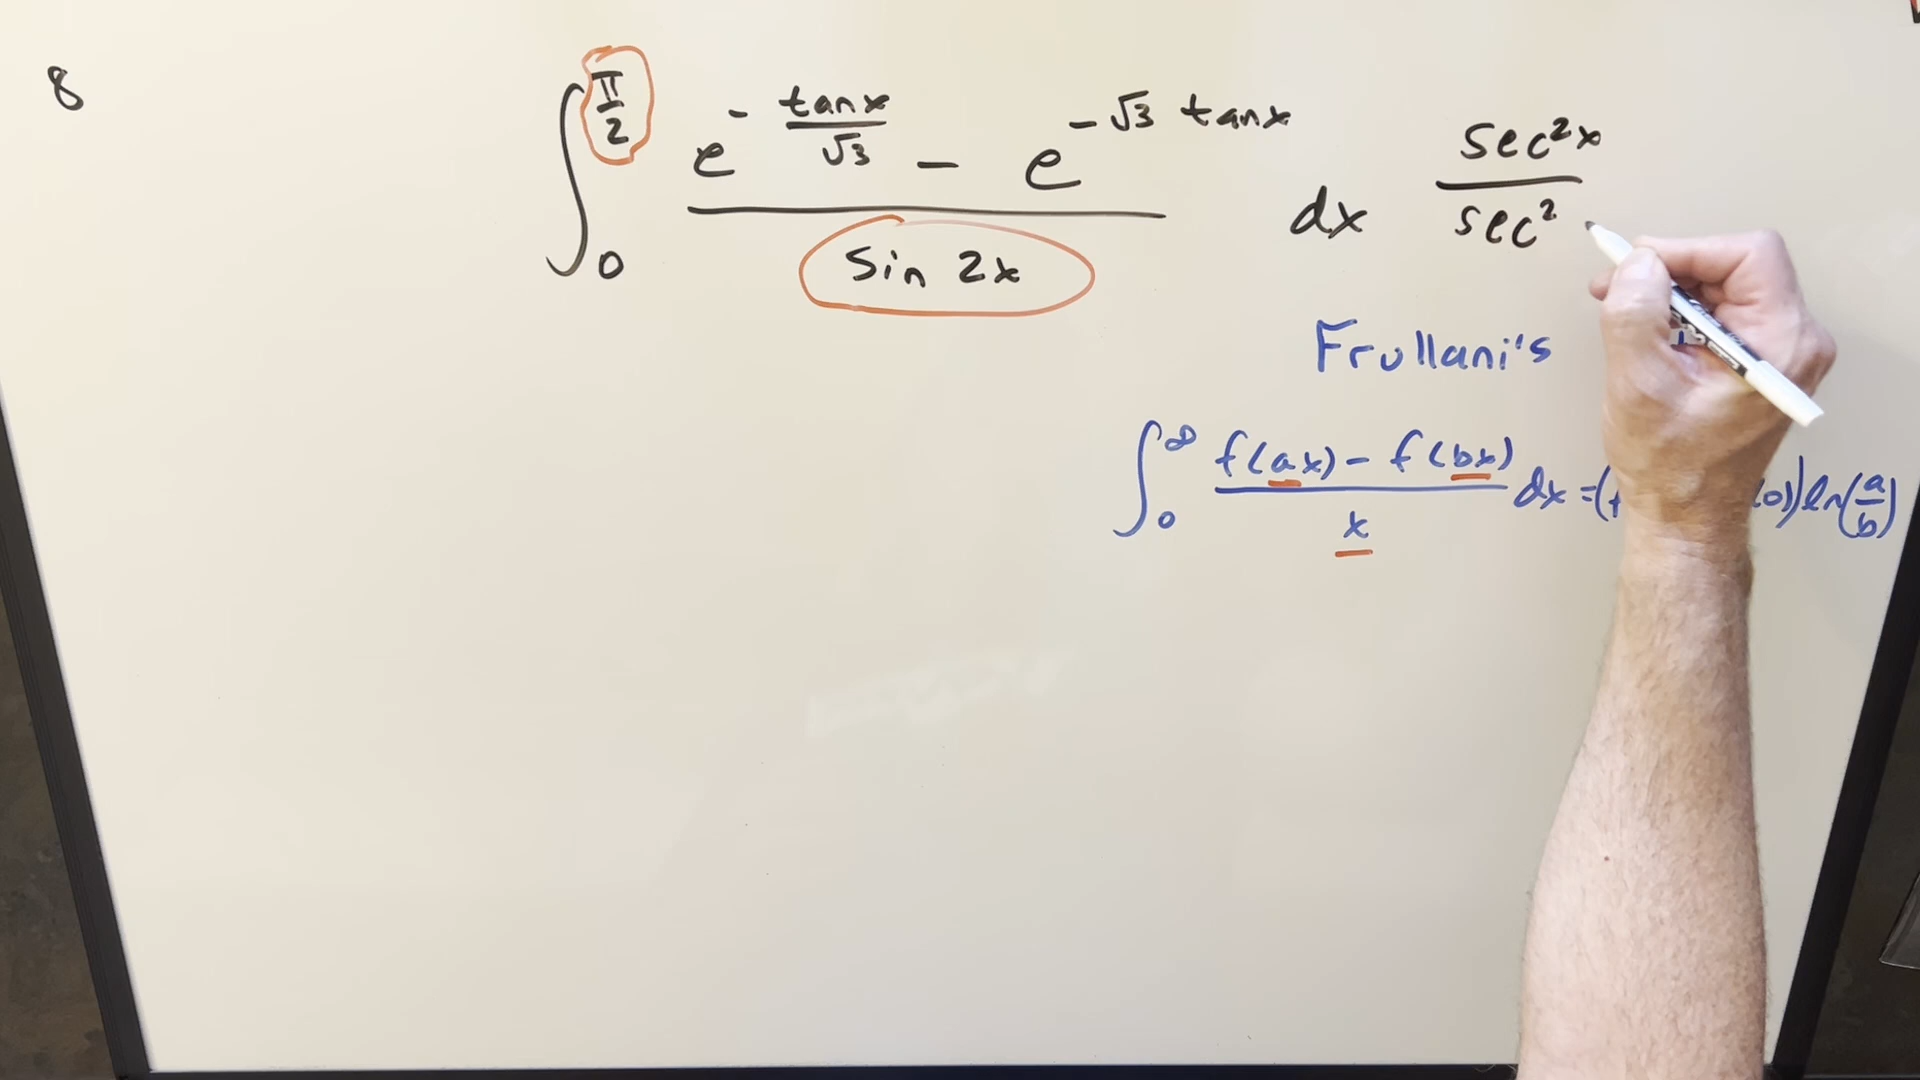 8
∫₀^(π/2) (e^(-tanx/√3) - e^(-√3 tanx)) / (sin 2x) dx sec²x / sec²
Frullani's
∫₀^∞ (f(ax) - f(bx)) / x dx = ( 0)) ln(a/b)